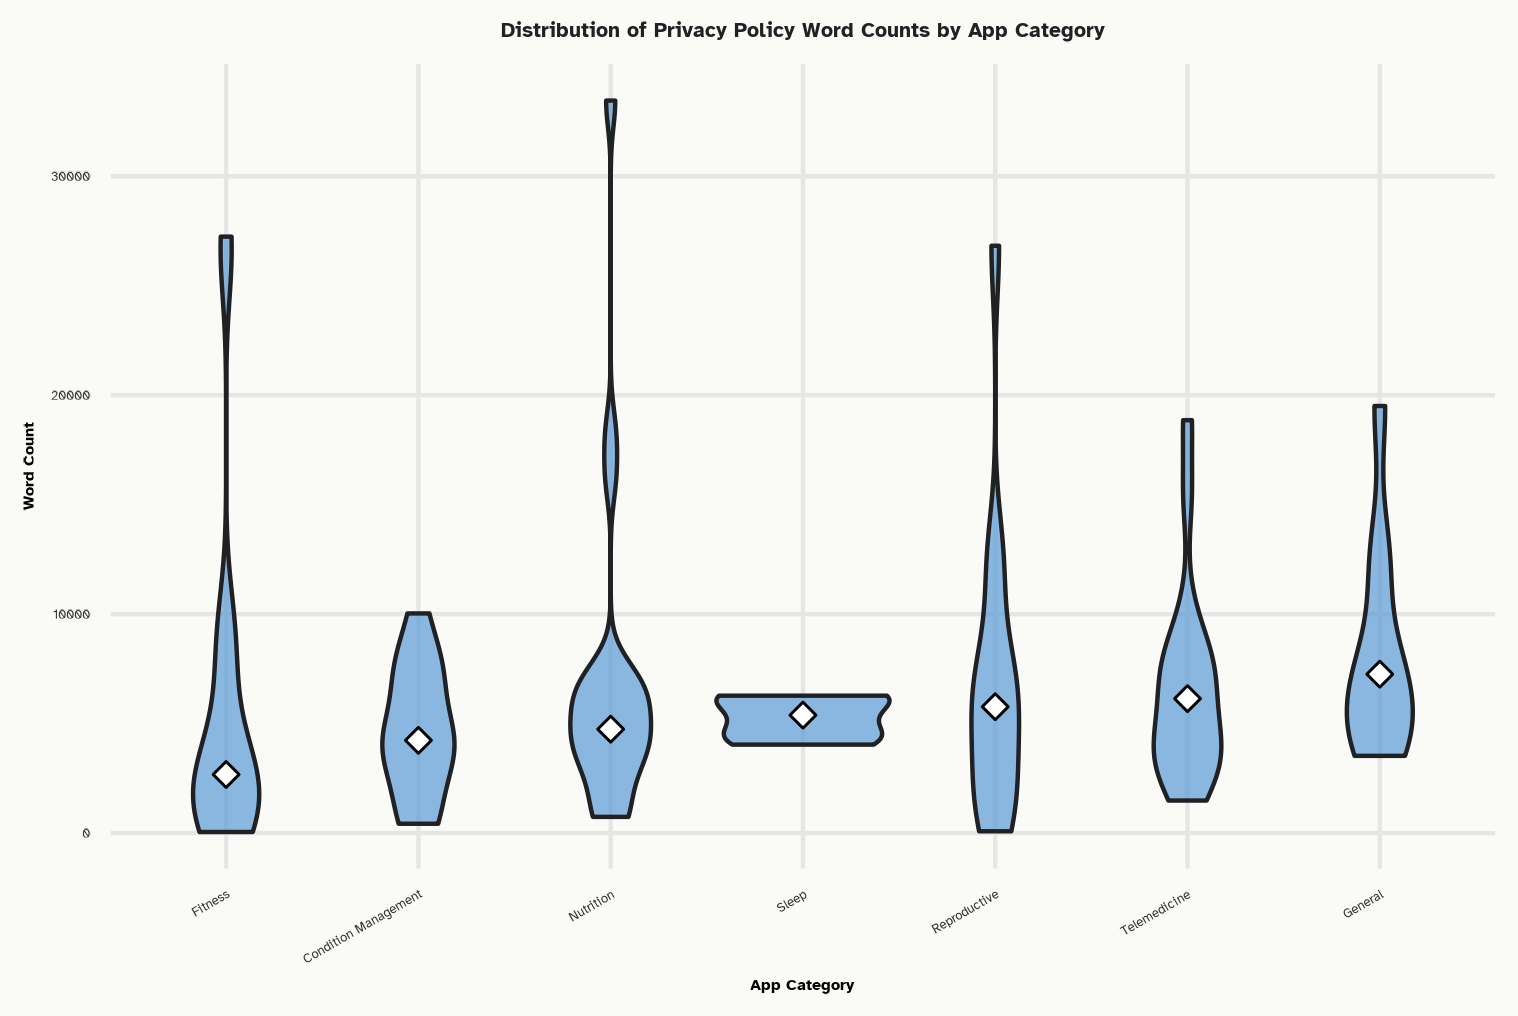 Distribution of Privacy Policy Word Counts by App Category
30000
20000
10000
0
Word Count
Fitness
Condition Management
Nutrition
Sleep
Reproductive
Telemedicine
General
App Category